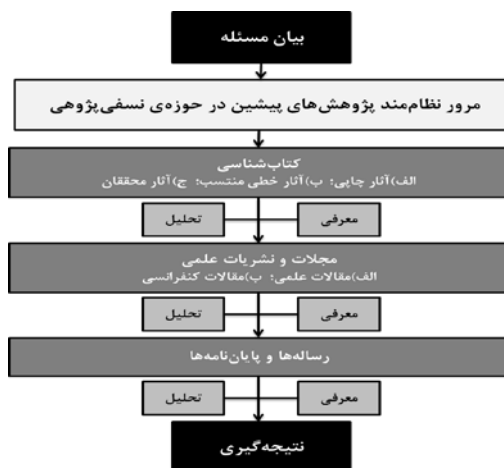 بیان مسئله
مرور نظام‌مند پژوهش‌های پیشین در حوزه‌ی نسفی‌پژوهی
کتاب‌شناسی
الف)آثار چاپی؛ ب)آثار خطی منتسب؛ ج)آثار محققان
معرفی
تحلیل
مجلات و نشریات علمی
الف)مقالات علمی؛ ب)مقالات کنفرانسی
معرفی
تحلیل
رساله‌ها و پایان‌نامه‌ها
معرفی
تحلیل
نتیجه‌گیری